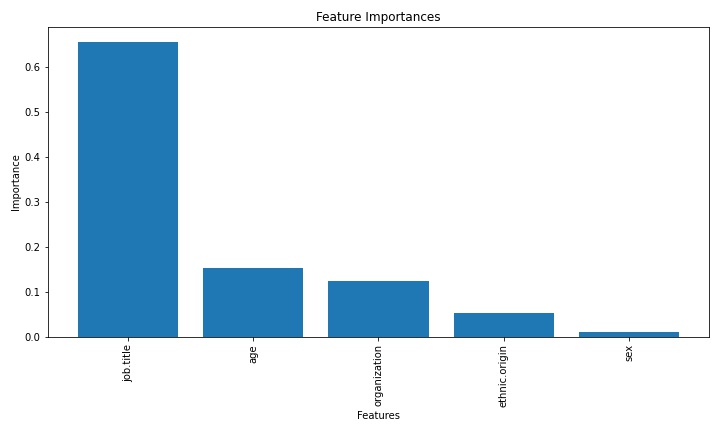 Feature Importances
Importance
0.6
0.5
0.4
0.3
0.2
0.1
0.0
job.title
age
organization
ethnic.origin
sex
Features